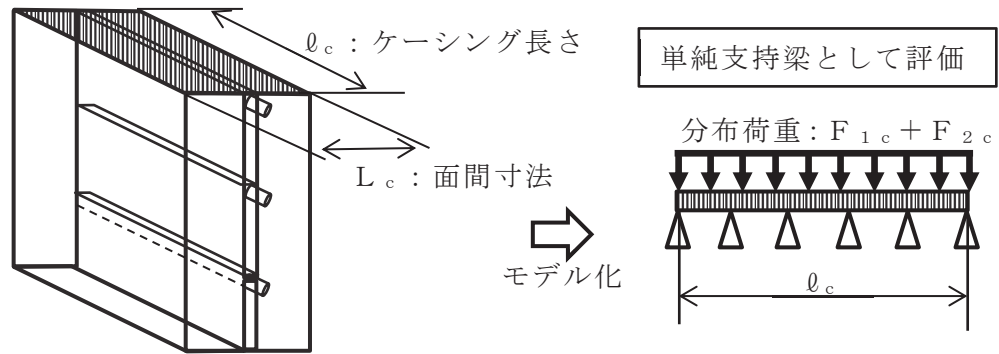 ℓc：ケーシング長さ
Lc：面間寸法
モデル化
単純支持梁として評価
分布荷重：F1c＋F2c
ℓc